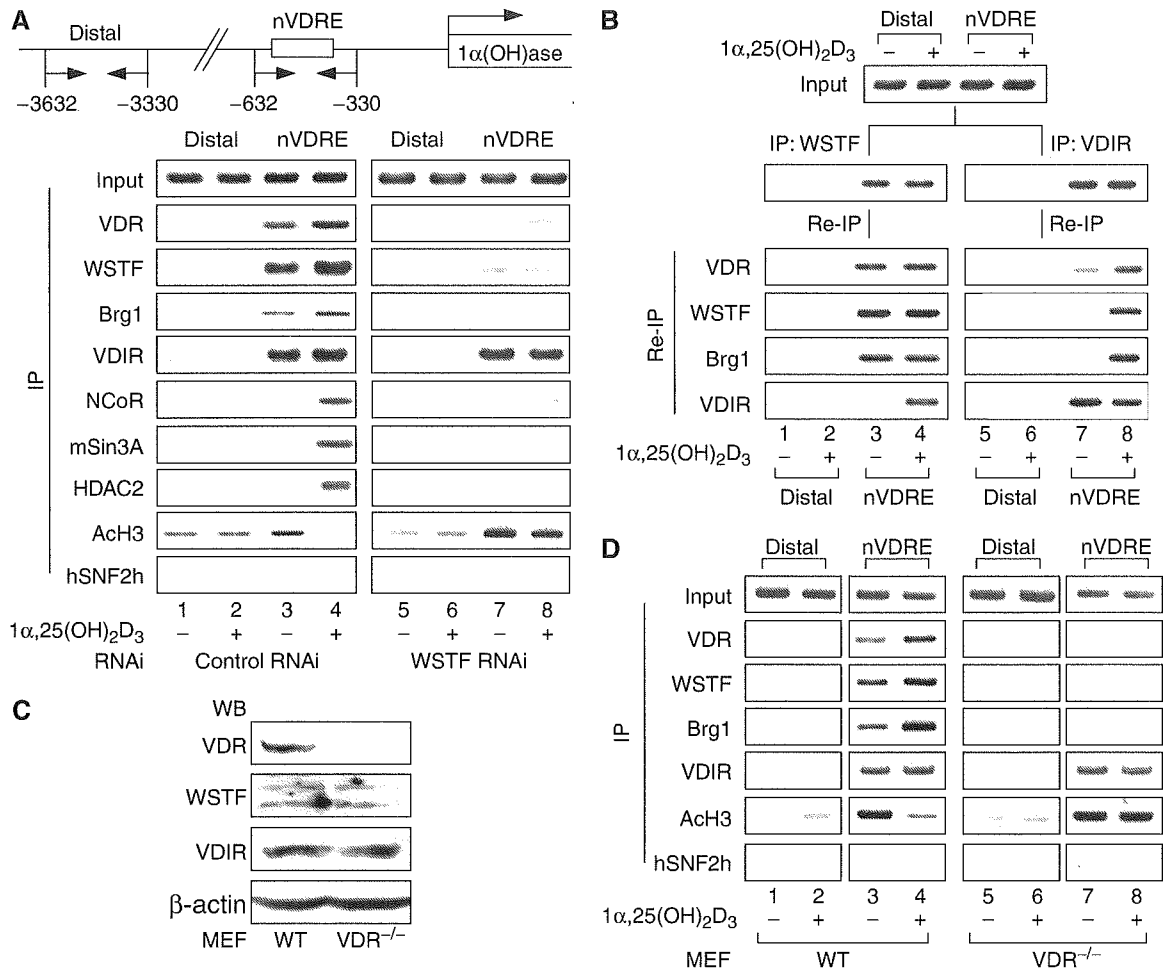 A
Distal
nVDRE
1α(OH)ase
−3632 −3330 −632 −330
Distal nVDRE Distal nVDRE
Input
VDR
WSTF
Brg1
VDIR
NCoR
mSin3A
HDAC2
AcH3
hSNF2h
IP
1 2 3 4 5 6 7 8
1α,25(OH)2D3 − + − + − + − +
RNAi Control RNAi WSTF RNAi
B
Distal nVDRE
1α,25(OH)2D3 − + − +
Input
IP: WSTF IP: VDIR
Re-IP Re-IP
VDR
WSTF
Brg1
VDIR
Re-IP
1 2 3 4 5 6 7 8
1α,25(OH)2D3 − + − + − + − +
Distal nVDRE Distal nVDRE
C
WB
VDR
WSTF
VDIR
β-actin
MEF WT VDR−/−
D
Distal nVDRE Distal nVDRE
Input
VDR
WSTF
Brg1
VDIR
AcH3
hSNF2h
IP
1 2 3 4 5 6 7 8
1α,25(OH)2D3 − + − + − + − +
MEF WT VDR−/−